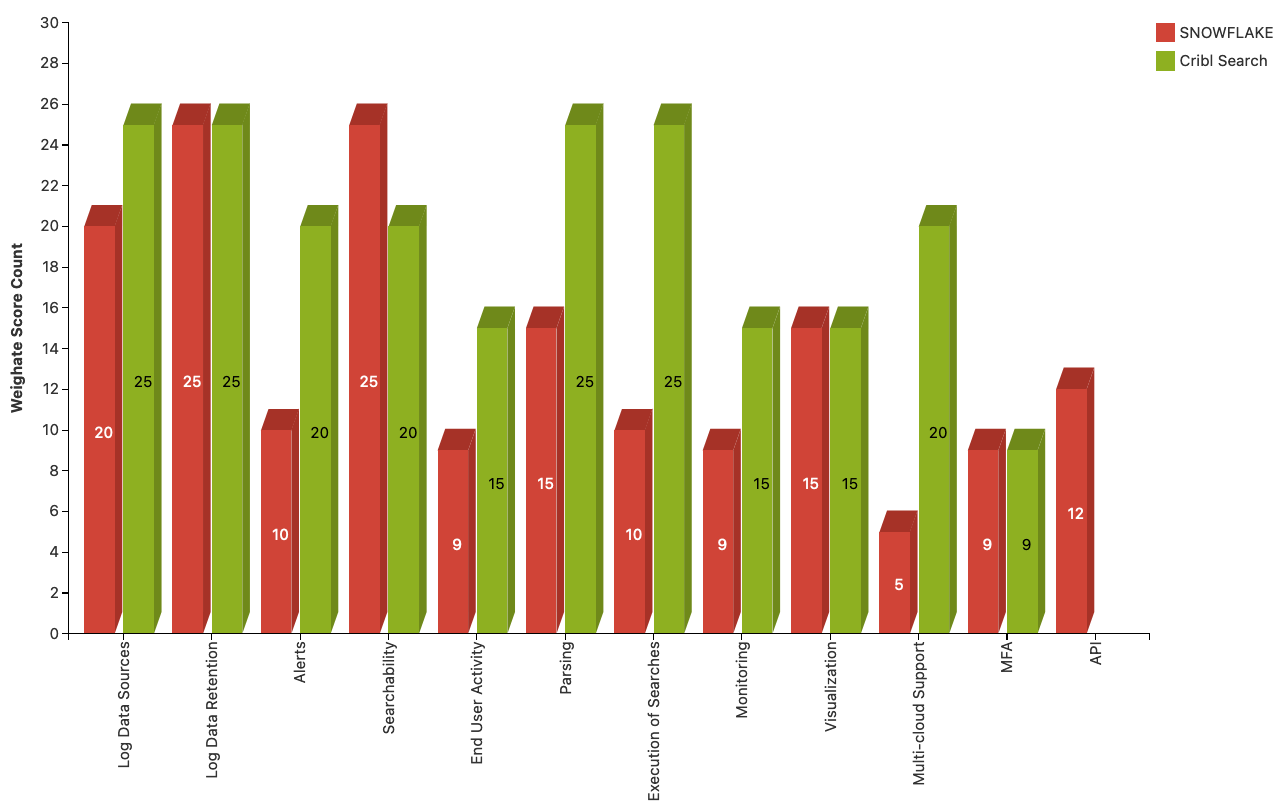 SNOWFLAKE
Cribl Search
Weighate Score Count
30
28
26
24
22
20
18
16
14
12
10
8
6
4
2
0
20
25
25
25
10
20
25
20
9
15
15
25
10
25
9
15
15
15
5
20
9
9
12
Log Data Sources
Log Data Retention
Alerts
Searchability
End User Activity
Parsing
Execution of Searches
Monitoring
Visualization
Multi-cloud Support
MFA
API